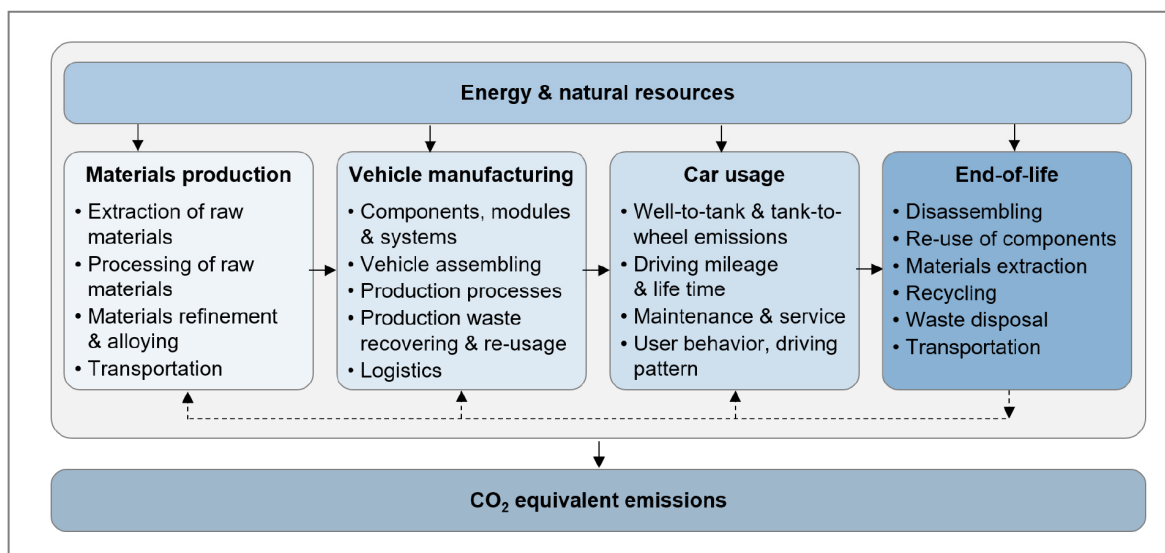 Energy & natural resources
Materials production
• Extraction of raw
materials
• Processing of raw
materials
• Materials refinement
& alloying
• Transportation
Vehicle manufacturing
• Components, modules
& systems
• Vehicle assembling
• Production processes
• Production waste
recovering & re-usage
• Logistics
Car usage
• Well-to-tank & tank-to-
wheel emissions
• Driving mileage
& life time
• Maintenance & service
• User behavior, driving
pattern
End-of-life
• Disassembling
• Re-use of components
• Materials extraction
• Recycling
• Waste disposal
• Transportation
CO₂ equivalent emissions